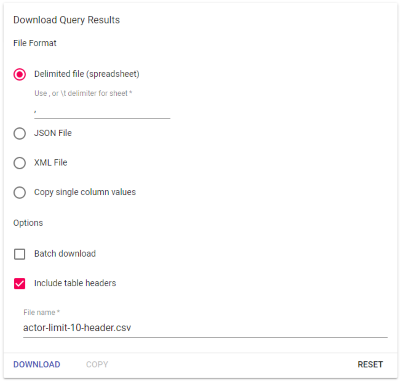 Download Query Results
File Format
Delimited file (spreadsheet)
Use , or \t delimiter for sheet *
,
JSON File
XML File
Copy single column values
Options
Batch download
Include table headers
File name *
actor-limit-10-header.csv
DOWNLOAD COPY RESET